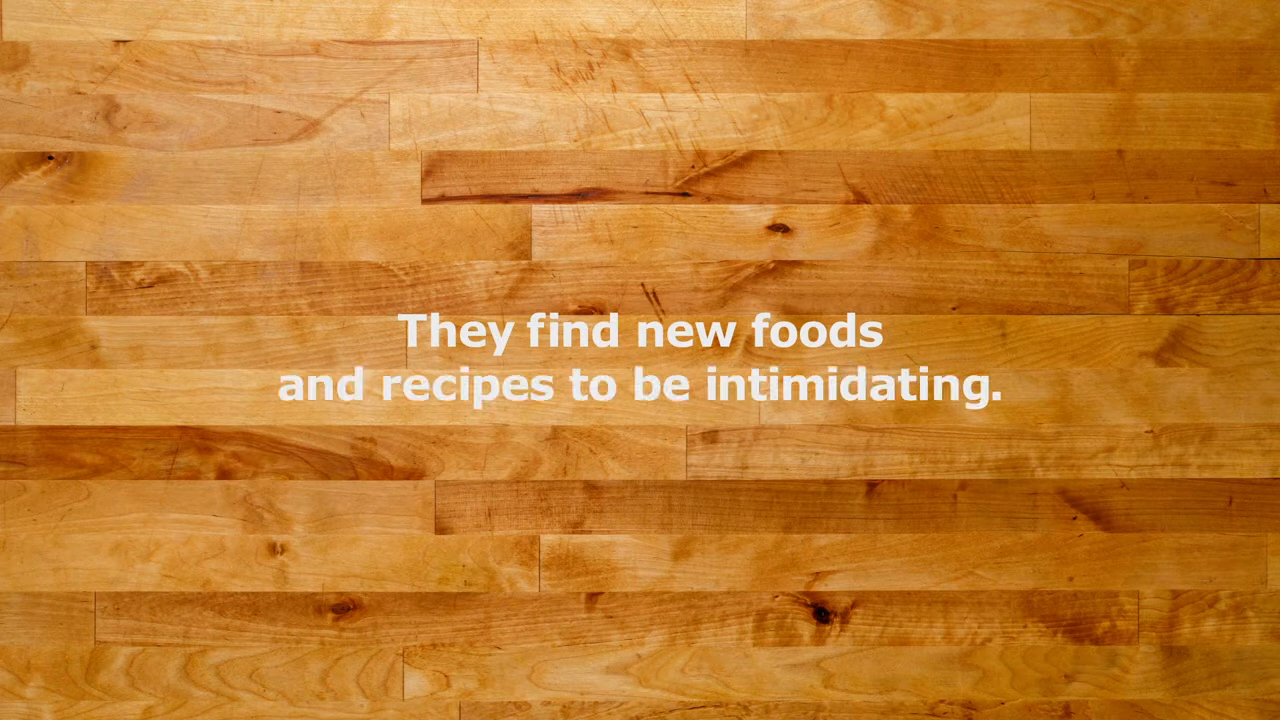 They find new foods
and recipes to be intimidating.